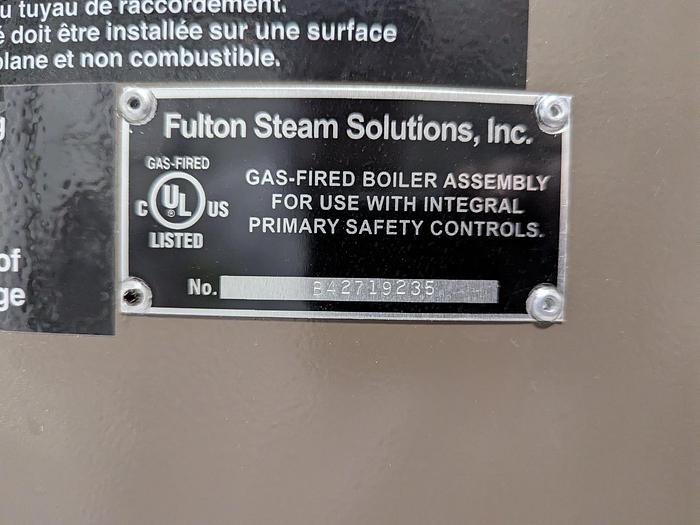 u tuyau de raccordement.
é doit être installée sur une surface
plane et non combustible.
g
of
ge
Fulton Steam Solutions, Inc.
GAS-FIRED
C UL US
®
LISTED
GAS-FIRED BOILER ASSEMBLY
FOR USE WITH INTEGRAL
PRIMARY SAFETY CONTROLS.
No. B42719235